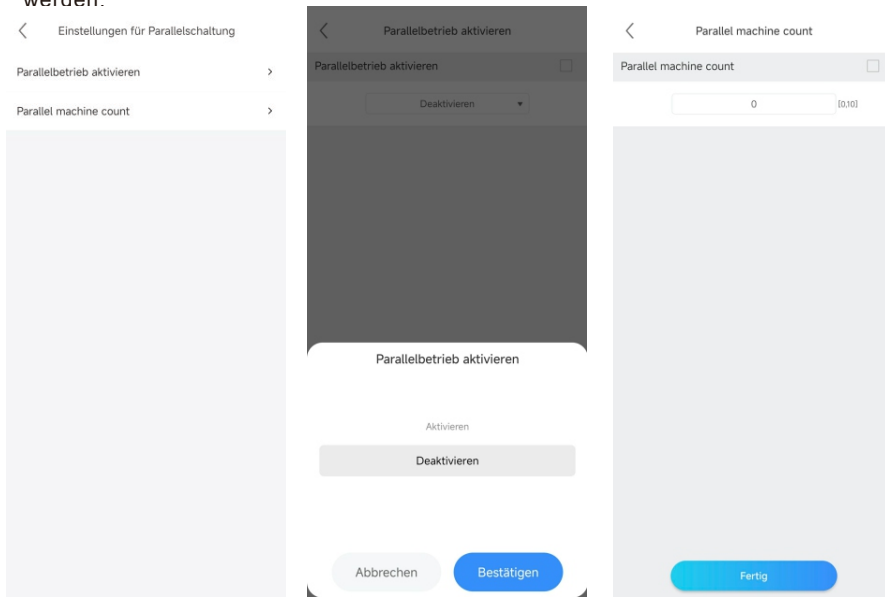 werden.
Einstellungen für Parallelschaltung
Parallelbetrieb aktivieren
Parallel machine count
Parallelbetrieb aktivieren
Parallelbetrieb aktivieren
Deaktivieren
Parallelbetrieb aktivieren
Aktivieren
Deaktivieren
Abbrechen
Bestätigen
Parallel machine count
Parallel machine count
0
[0,10]
Fertig